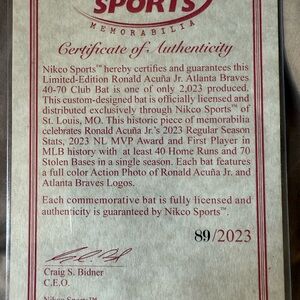 SPORTS
MEMORABILIA
Certificate of Authenticity
Nikco Sports™ hereby certifies and guarantees this
Limited-Edition Ronald Acuña Jr. Atlanta Braves
40-70 Club Bat is one of only 2,023 produced.
This custom-designed bat is officially licensed and
distributed exclusively through Nikco Sports™ of
St. Louis, MO. This historic piece of memorabilia
celebrates Ronald Acuña Jr.'s 2023 Regular Season
Stats, 2023 NL MVP Award and First Player in
MLB history with at least 40 Home Runs and 70
Stolen Bases in a single season. Each bat features
a full color Action Photo of Ronald Acuña Jr. and
Atlanta Braves Logos.
Each commemorative bat is fully licensed and
authenticity is guaranteed by Nikco Sports™.
89/2023
Craig S. Bidner
C.E.O.
Nikco Sports™